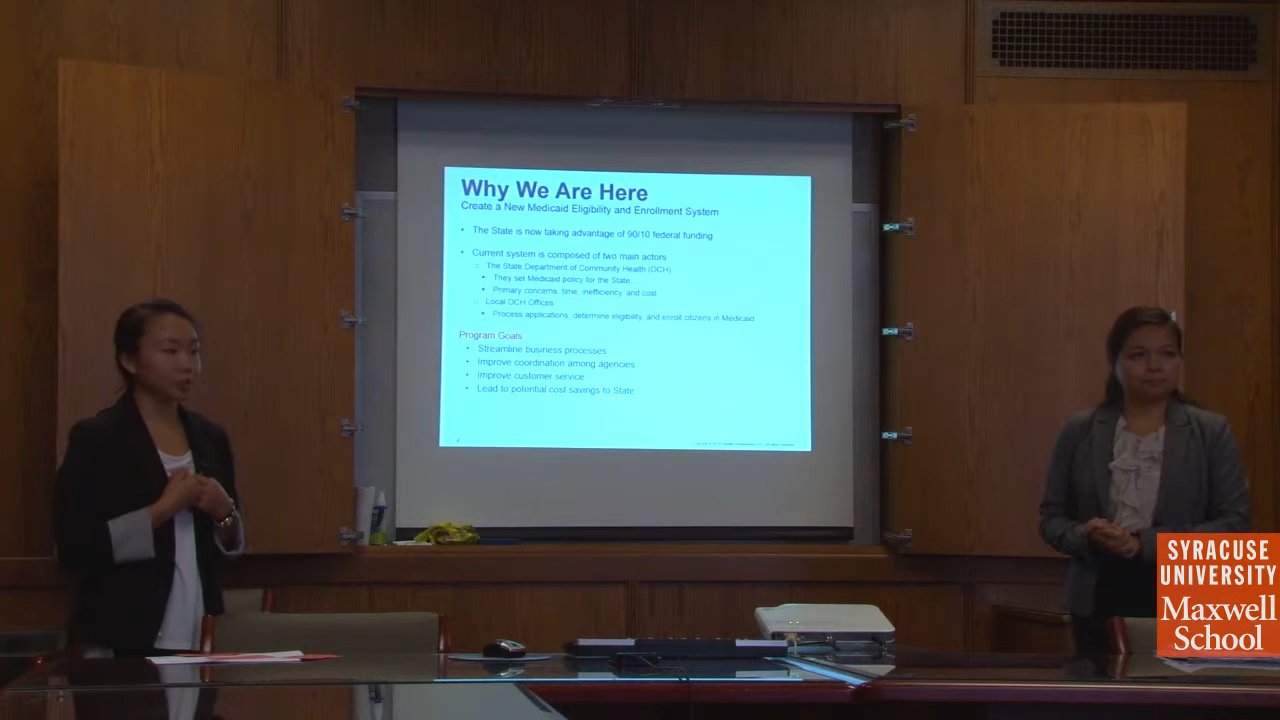 Why We Are Here
Create a New Medicaid Eligibility and Enrollment System
• The State is now taking advantage of 90/10 federal funding
• Current system is composed of two main actors
The State Department of Community Health (DCH)
• They set Medicaid policy for the State.
• Primary concerns: time, inefficiency, and cost
Local DCH Offices
• Process applications, determine eligibility, and enroll citizens in Medicaid
Program Goals
• Streamline business processes
• Improve coordination among agencies
• Improve customer service
• Lead to potential cost savings to State
SYRACUSE
UNIVERSITY
Maxwell
School